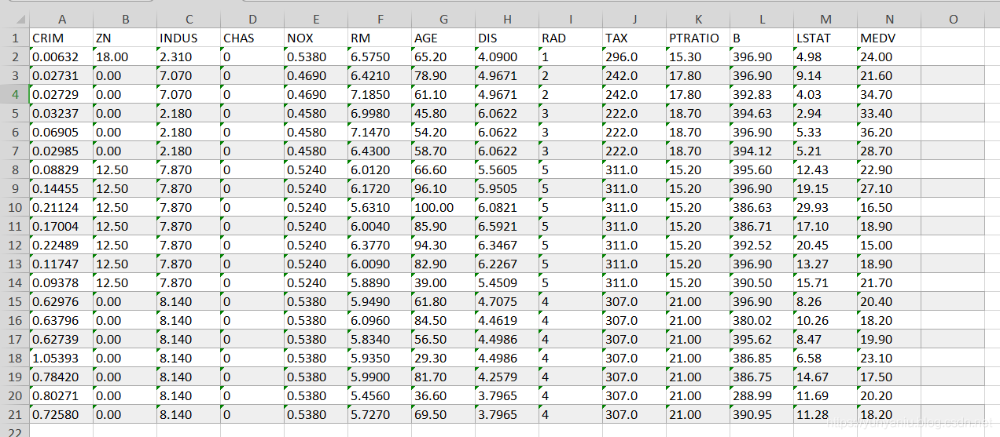 A B C D E F G H I J K L M N O
1 CRIM ZN INDUS CHAS NOX RM AGE DIS RAD TAX PTRATIO B LSTAT MEDV
2 0.00632 18.00 2.310 0 0.5380 6.5750 65.20 4.0900 1 296.0 15.30 396.90 4.98 24.00
3 0.02731 0.00 7.070 0 0.4690 6.4210 78.90 4.9671 2 242.0 17.80 396.90 9.14 21.60
4 0.02729 0.00 7.070 0 0.4690 7.1850 61.10 4.9671 2 242.0 17.80 392.83 4.03 34.70
5 0.03237 0.00 2.180 0 0.4580 6.9980 45.80 6.0622 3 222.0 18.70 394.63 2.94 33.40
6 0.06905 0.00 2.180 0 0.4580 7.1470 54.20 6.0622 3 222.0 18.70 396.90 5.33 36.20
7 0.02985 0.00 2.180 0 0.4580 6.4300 58.70 6.0622 3 222.0 18.70 394.12 5.21 28.70
8 0.08829 12.50 7.870 0 0.5240 6.0120 66.60 5.5605 5 311.0 15.20 395.60 12.43 22.90
9 0.14455 12.50 7.870 0 0.5240 6.1720 96.10 5.9505 5 311.0 15.20 396.90 19.15 27.10
10 0.21124 12.50 7.870 0 0.5240 5.6310 100.00 6.0821 5 311.0 15.20 386.63 29.93 16.50
11 0.17004 12.50 7.870 0 0.5240 6.0040 85.90 6.5921 5 311.0 15.20 386.71 17.10 18.90
12 0.22489 12.50 7.870 0 0.5240 6.3770 94.30 6.3467 5 311.0 15.20 392.52 20.45 15.00
13 0.11747 12.50 7.870 0 0.5240 6.0090 82.90 6.2267 5 311.0 15.20 396.90 13.27 18.90
14 0.09378 12.50 7.870 0 0.5240 5.8890 39.00 5.4509 5 311.0 15.20 390.50 15.71 21.70
15 0.62976 0.00 8.140 0 0.5380 5.9490 61.80 4.7075 4 307.0 21.00 396.90 8.26 20.40
16 0.63796 0.00 8.140 0 0.5380 6.0960 84.50 4.4619 4 307.0 21.00 380.02 10.26 18.20
17 0.62739 0.00 8.140 0 0.5380 5.8340 56.50 4.4986 4 307.0 21.00 395.62 8.47 19.90
18 1.05393 0.00 8.140 0 0.5380 5.9350 29.30 4.4986 4 307.0 21.00 386.85 6.58 23.10
19 0.78420 0.00 8.140 0 0.5380 5.9900 81.70 4.2579 4 307.0 21.00 386.75 14.67 17.50
20 0.80271 0.00 8.140 0 0.5380 5.4560 36.60 3.7965 4 307.0 21.00 288.99 11.69 20.20
21 0.72580 0.00 8.140 0 0.5380 5.7270 69.50 3.7965 4 307.0 21.00 390.95 11.28 18.20
22